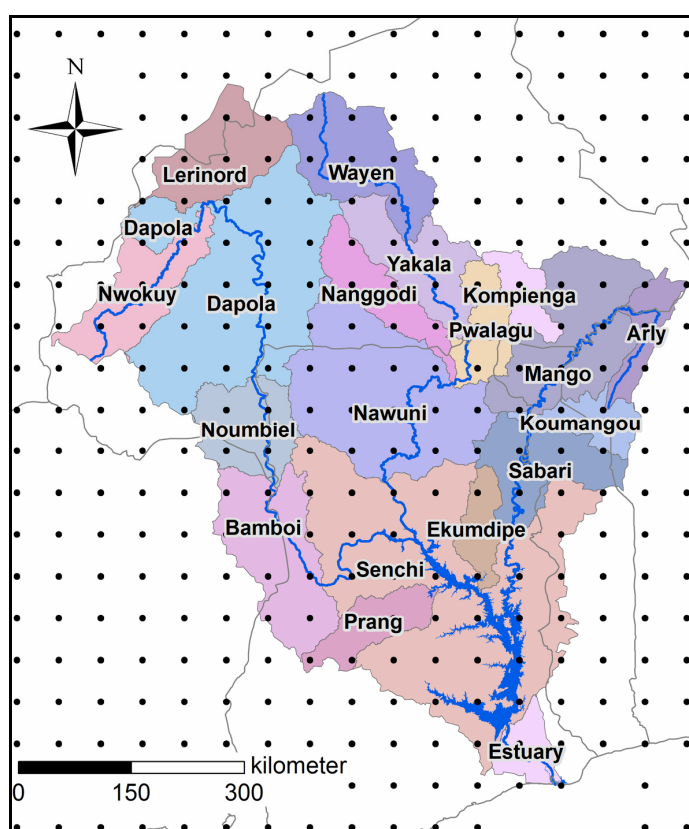 N
Lerinord
Wayen
Dapola
Yakala
Nwokuy
Dapola
Nanggodi
Kompienga
Pwalagu
Arly
Mango
Nawuni
Noumbiel
Koumangou
Sabari
Bamboi
Ekumdipe
Senchi
Prang
Estuary
kilometer
0 150 300